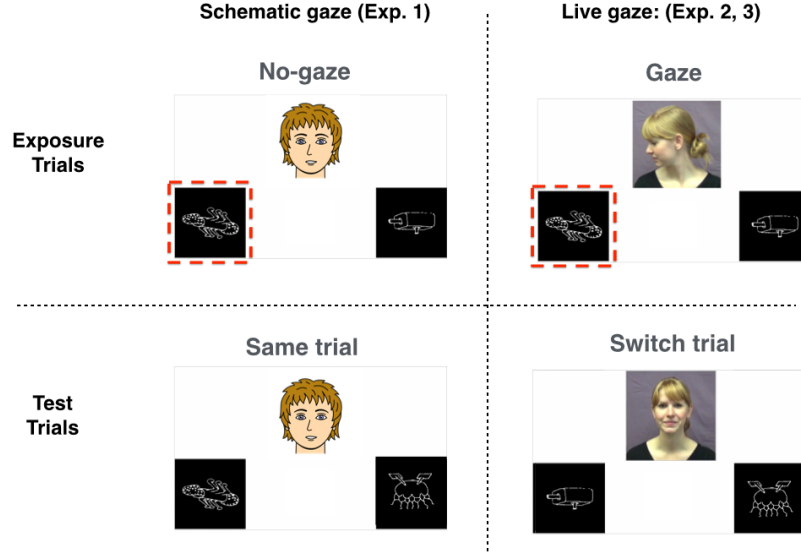 Schematic gaze (Exp. 1)
Live gaze: (Exp. 2, 3)
No-gaze
Gaze
Exposure
Trials
Same trial
Switch trial
Test
Trials